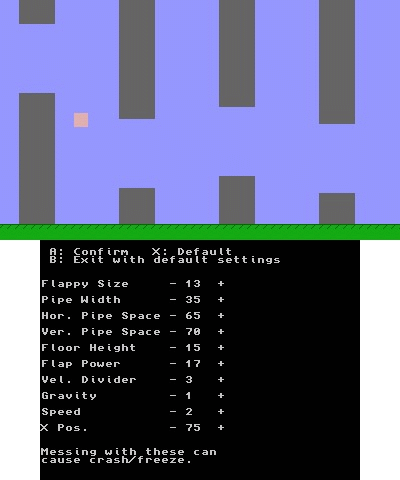 A: Confirm  X: Default
B: Exit with default settings
Flappy Size - 13 +
Pipe Width - 35 +
Hor. Pipe Space - 65 +
Ver. Pipe Space - 70 +
Floor Height - 15 +
Flap Power - 17 +
Vel. Divider - 3 +
Gravity - 1 +
Speed - 2 +
X Pos. - 75 +
Messing with these can
cause crash/freeze.